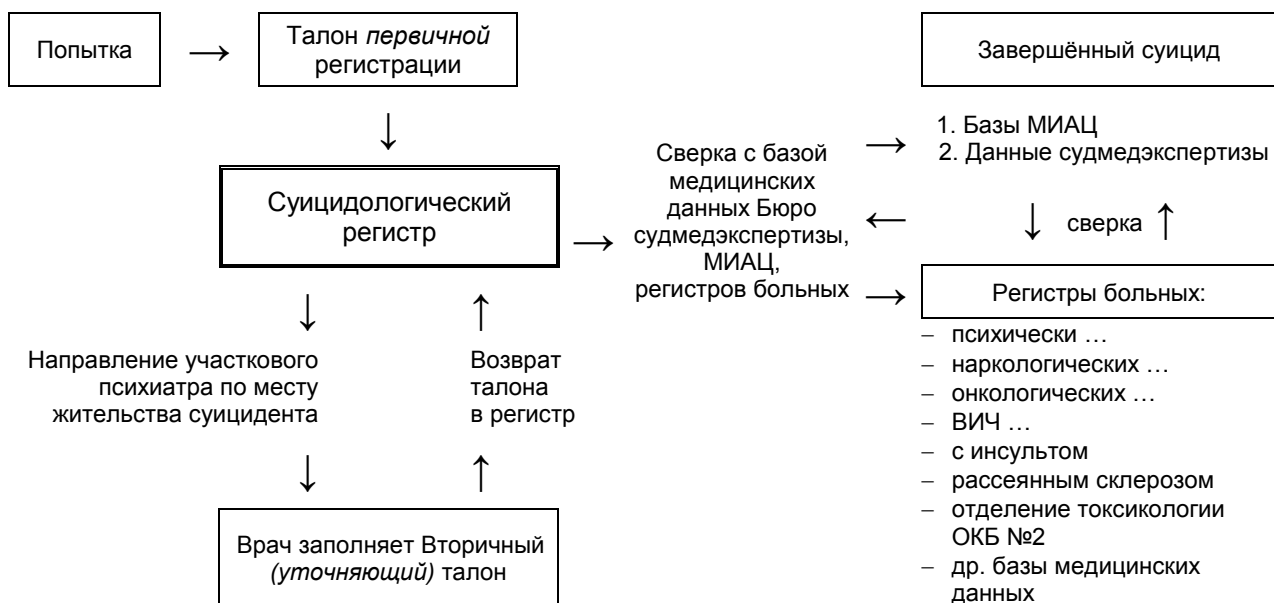 Попытка
→
Талон первичной
регистрации
Завершённый суицид
↓
1. Базы МИАЦ
2. Данные судмедэкспертизы
Суицидологический
регистр
→
Сверка с базой
медицинских
данных Бюро
судмедэкспертизы,
МИАЦ,
регистров больных
→
←
→
↓ сверка ↑
Регистры больных:
– психически …
– наркологических …
– онкологических …
– ВИЧ …
– с инсультом
– рассеянным склерозом
– отделение токсикологии
ОКБ №2
– др. базы медицинских
данных
↓ ↑
Направление участкового
психиатра по месту
жительства суицидента
Возврат
талона
в регистр
↓ ↑
Врач заполняет Вторичный
(уточняющий) талон